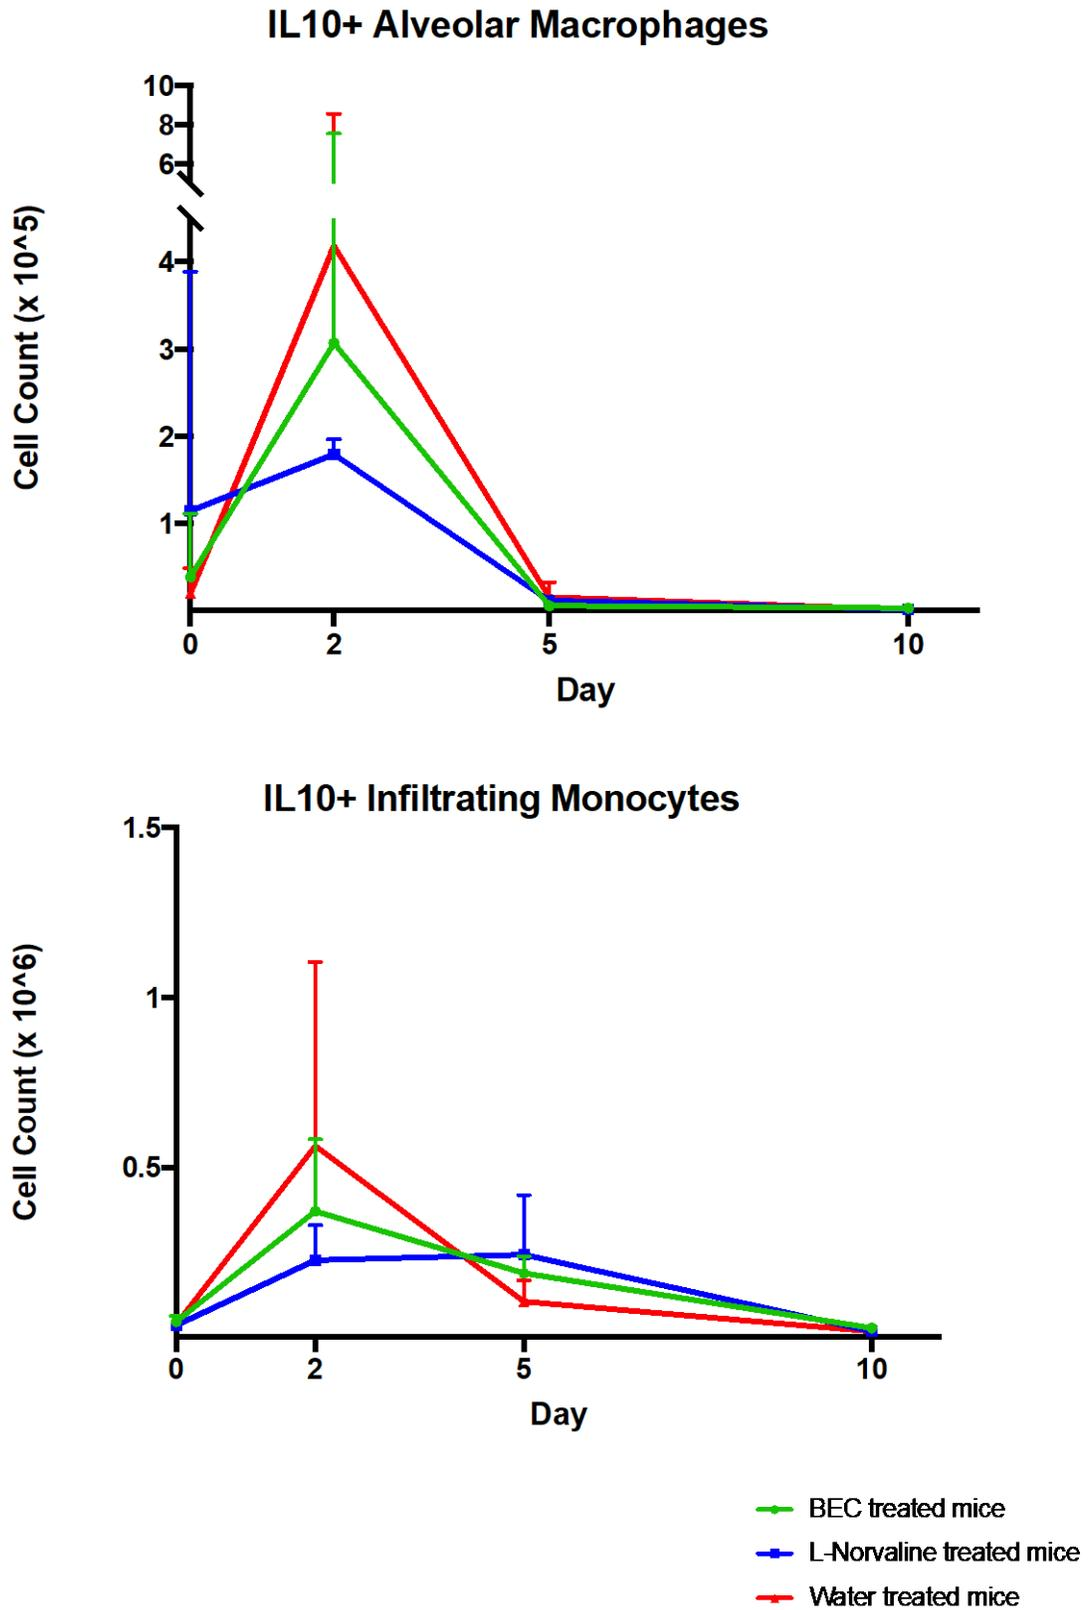 IL10+ Alveolar Macrophages
10
8
6
4
3
2
1
Cell Count (x 10^5)
0 2 5 10
Day
IL10+ Infiltrating Monocytes
1.5
1
0.5
Cell Count (x 10^6)
0 2 5 10
Day
BEC treated mice
L-Norvaline treated mice
Water treated mice